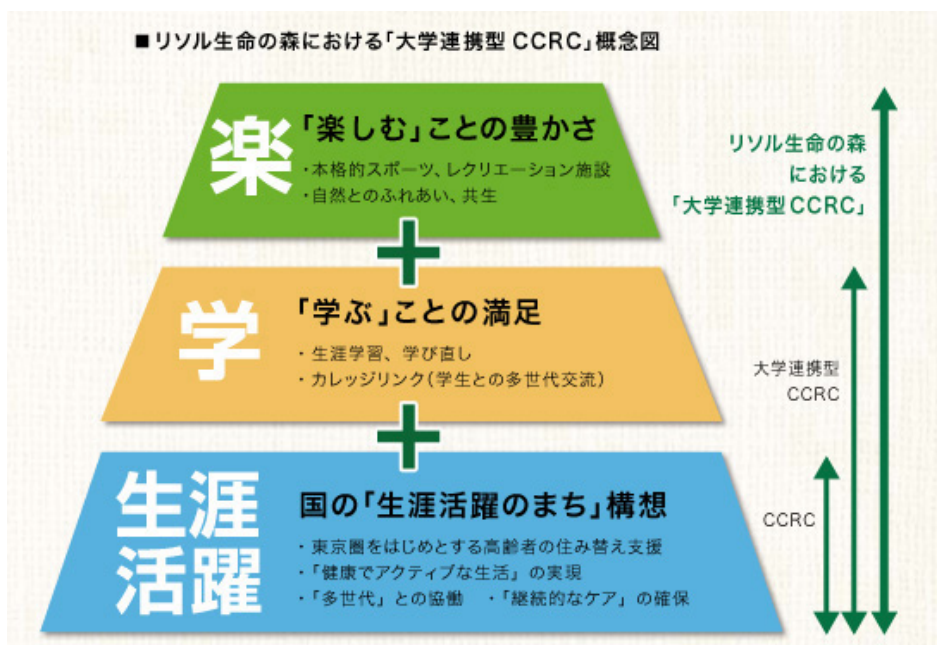 ■リソル生命の森における「大学連携型 CCRC」概念図
楽
「楽しむ」ことの豊かさ
・本格的スポーツ、レクリエーション施設
・自然とのふれあい、共生
+
学
「学ぶ」ことの満足
・生涯学習、学び直し
・カレッジリンク(学生との多世代交流)
+
生涯
活躍
国の「生涯活躍のまち」構想
・東京圏をはじめとする高齢者の住み替え支援
・「健康でアクティブな生活」の実現
・「多世代」との協働 ・「継続的なケア」の確保
リソル生命の森
における
「大学連携型CCRC」
大学連携型
CCRC
CCRC